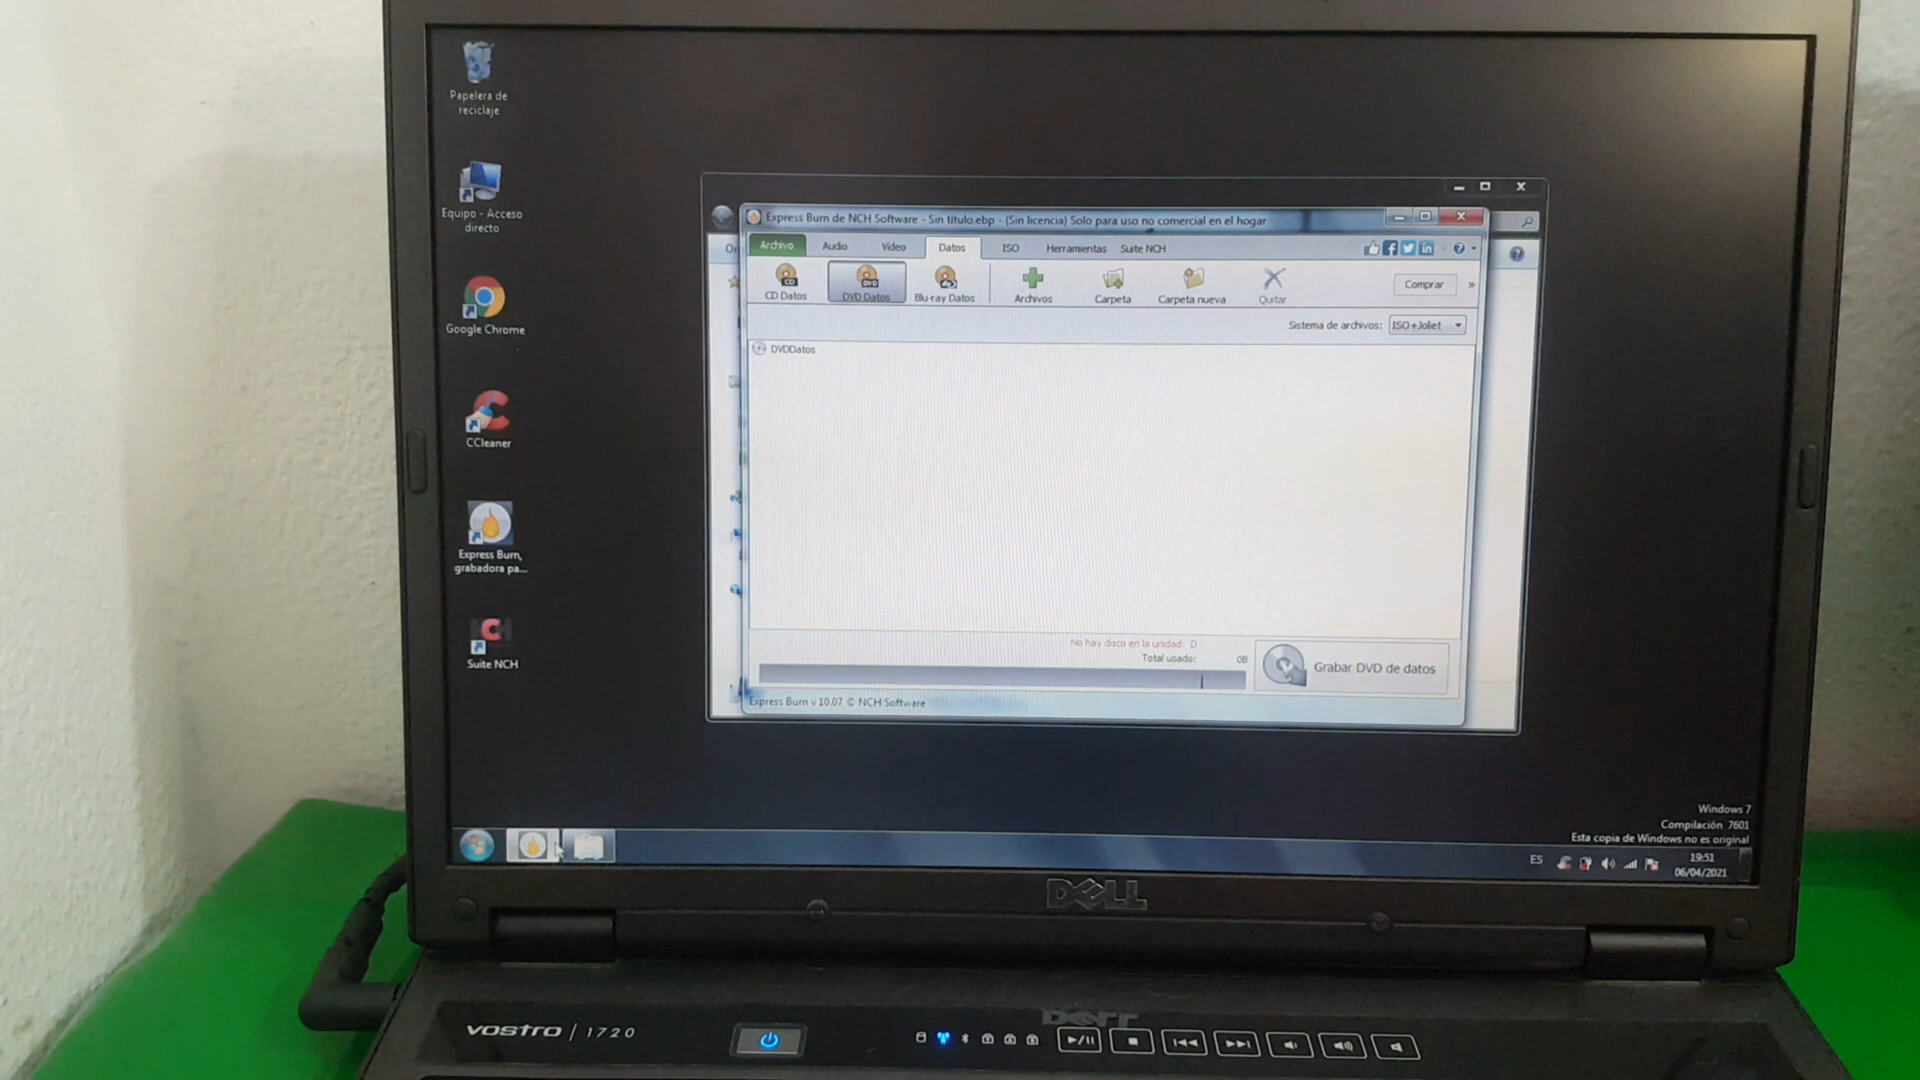 Papelera de
reciclaje
Equipo - Acceso
directo
Google Chrome
CCleaner
Express Burn,
grabadora pa...
Suite NCH
Express Burn de NCH Software - Sin título.ebp - (Sin licencia) Solo para uso no comercial en el hogar
Archivo Audio Video Datos ISO Herramientas Suite NCH
CD Datos DVD Datos Blu-ray Datos Archivos Carpeta Carpeta nueva Quitar Comprar »
Sistema de archivos: ISO+Joliet
DVDDatos
No hay disco en la unidad: D
Total usado: 0B
Grabar DVD de datos
Express Burn v 10.07 © NCH Software
Windows 7
Compilación 7601
Esta copia de Windows no es original
ES
19:51
06/04/2021
DELL
VOSTRO | 1720